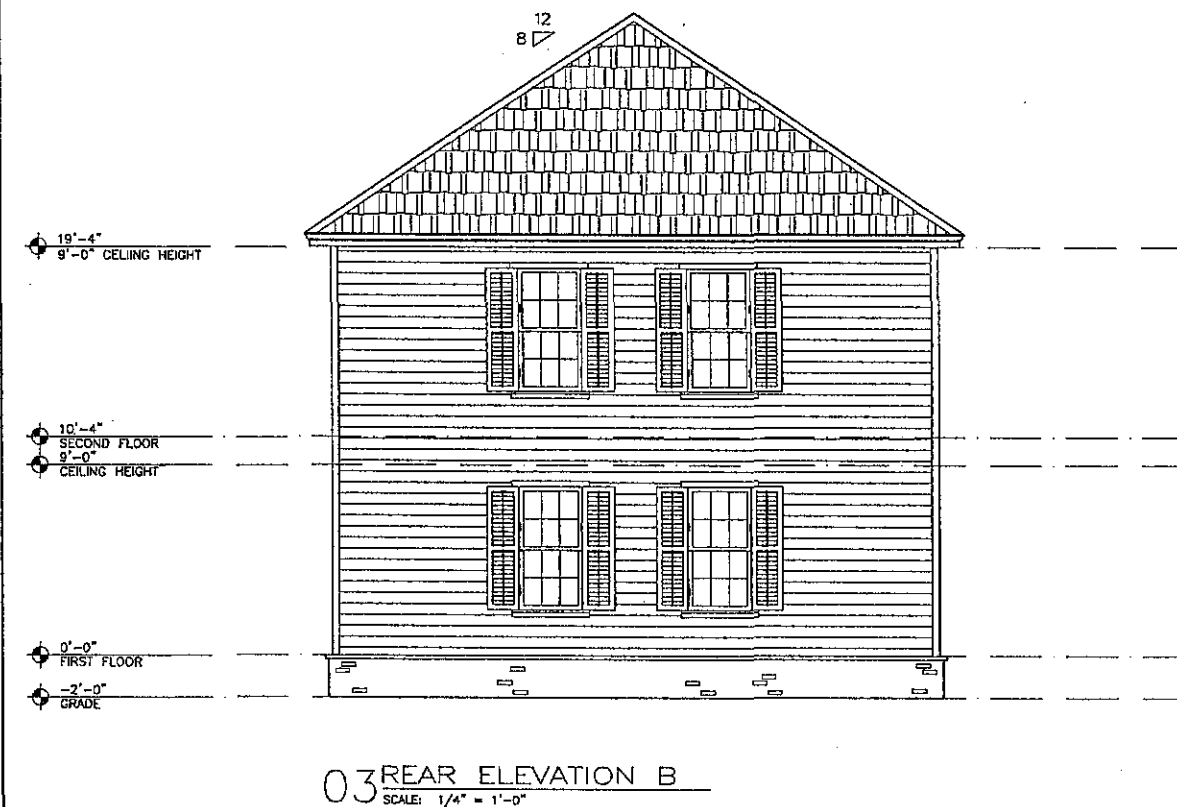 12
8
19'-4"
9'-0" CELIING HEIGHT
10'-4"
SECOND FLOOR
9'-0"
CEILING HEIGHT
0'-0"
FIRST FLOOR
-2'-0"
GRADE
03 REAR ELEVATION B
SCALE: 1/4" = 1'-0"